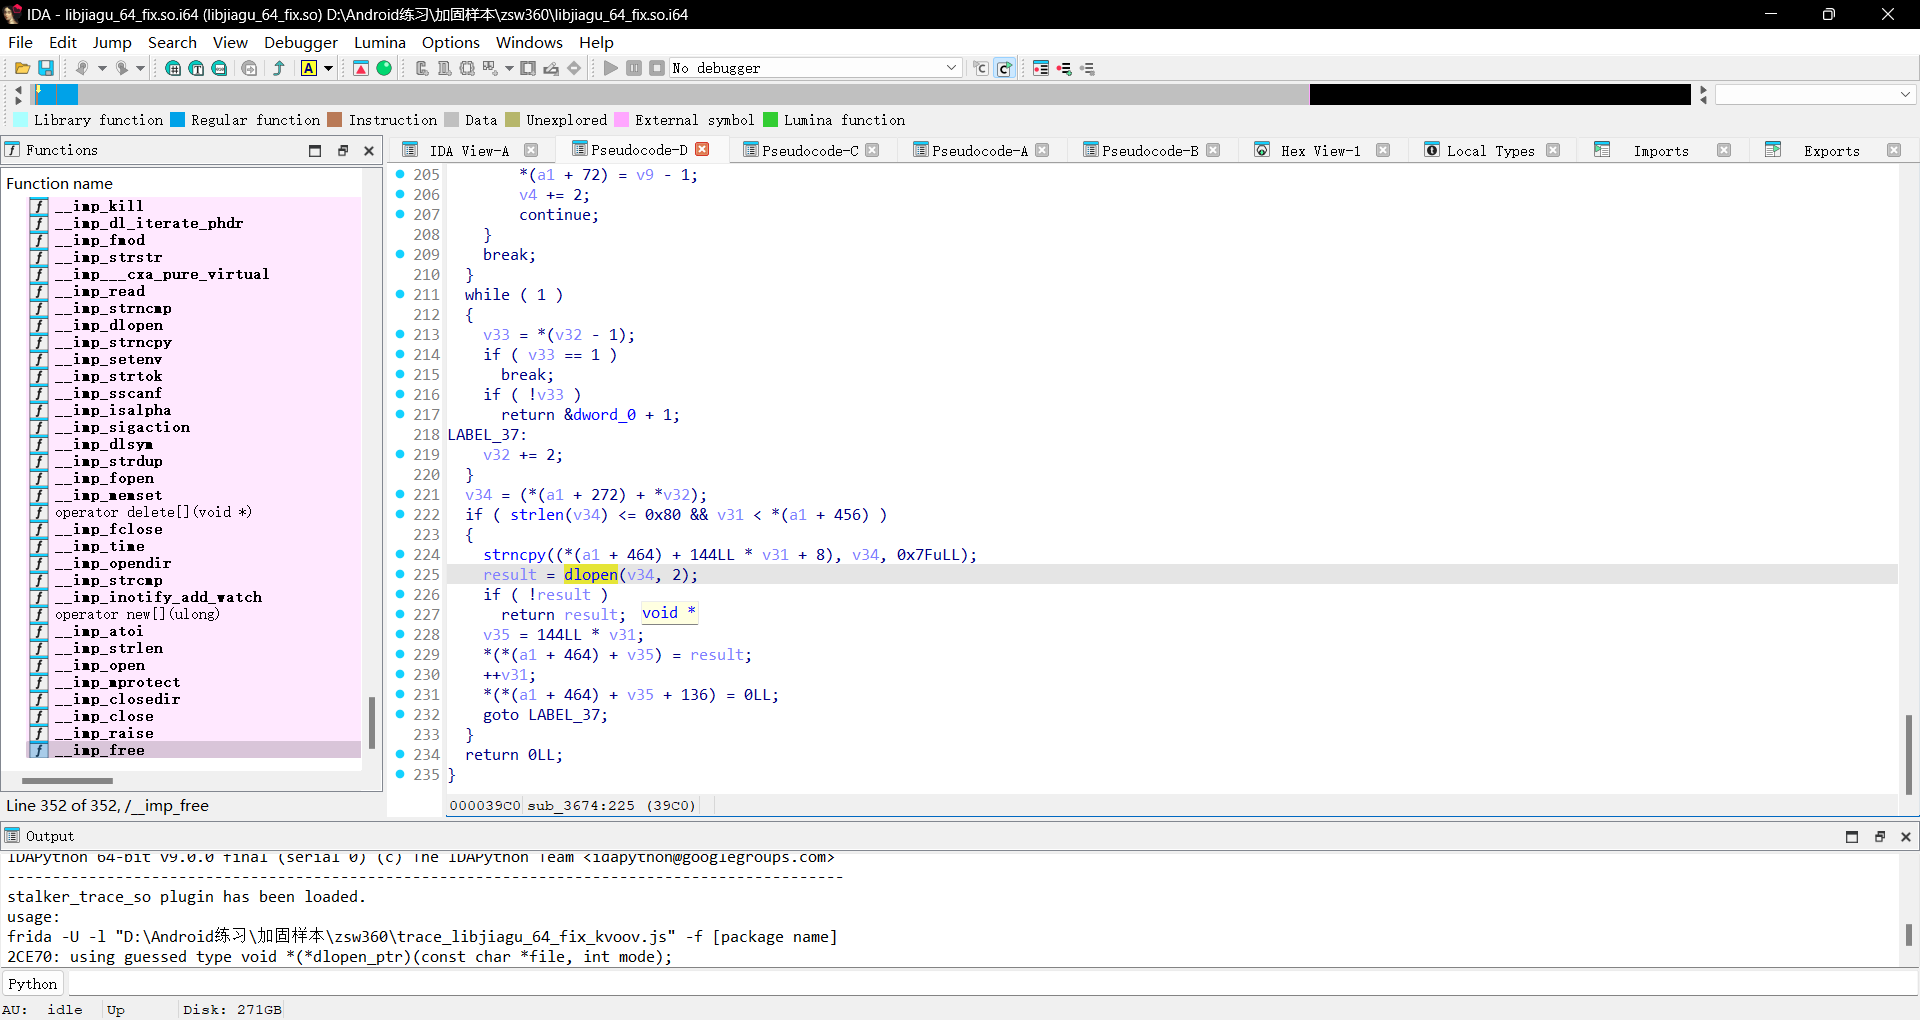 IDA - libjiagu_64_fix.so.i64 (libjiagu_64_fix.so) D:\Android练习\加固样本\zsw360\libjiagu_64_fix.so.i64
File Edit Jump Search View Debugger Lumina Options Windows Help
No debugger
Library function Regular function Instruction Data Unexplored External symbol Lumina function
Functions
IDA View-A Pseudocode-D Pseudocode-C Pseudocode-A Pseudocode-B Hex View-1 Local Types Imports Exports
Function name
__imp_kill
__imp_dl_iterate_phdr
__imp_fmod
__imp_strstr
__imp___cxa_pure_virtual
__imp_read
__imp_strncmp
__imp_dlopen
__imp_strncpy
__imp_setenv
__imp_strtok
__imp_sscanf
__imp_isalpha
__imp_sigaction
__imp_dlsym
__imp_strdup
__imp_fopen
__imp_memset
operator delete[](void *)
__imp_fclose
__imp_time
__imp_opendir
__imp_strcmp
__imp_inotify_add_watch
operator new[](ulong)
__imp_atoi
__imp_strlen
__imp_open
__imp_mprotect
__imp_closedir
__imp_close
__imp_raise
__imp_free
Line 352 of 352, /__imp_free
205 *(a1 + 72) = v9 - 1;
206 v4 += 2;
207 continue;
208 }
209 break;
210 }
211 while ( 1 )
212 {
213 v33 = *(v32 - 1);
214 if ( v33 == 1 )
215 break;
216 if ( !v33 )
217 return &dword_0 + 1;
218 LABEL_37:
219 v32 += 2;
220 }
221 v34 = (*(a1 + 272) + *v32);
222 if ( strlen(v34) <= 0x80 && v31 < *(a1 + 456) )
223 {
224 strncpy((*(a1 + 464) + 144LL * v31 + 8), v34, 0x7FuLL);
225 result = dlopen(v34, 2);
226 if ( !result )
227 return result; void *
228 v35 = 144LL * v31;
229 *(*(a1 + 464) + v35) = result;
230 ++v31;
231 *(*(a1 + 464) + v35 + 136) = 0LL;
232 goto LABEL_37;
233 }
234 return 0LL;
235 }
000039C0 sub_3674:225 (39C0)
Output
IDAPython 64-bit v9.0.0 final (serial 0) (c) The IDAPython Team <idapython@googlegroups.com>
---------------------------------------------------------------------------------------------
stalker_trace_so plugin has been loaded.
usage:
frida -U -l "D:\Android练习\加固样本\zsw360\trace_libjiagu_64_fix_kvoov.js" -f [package name]
2CE70: using guessed type void *(*dlopen_ptr)(const char *file, int mode);
Python
AU: idle Up Disk: 271GB